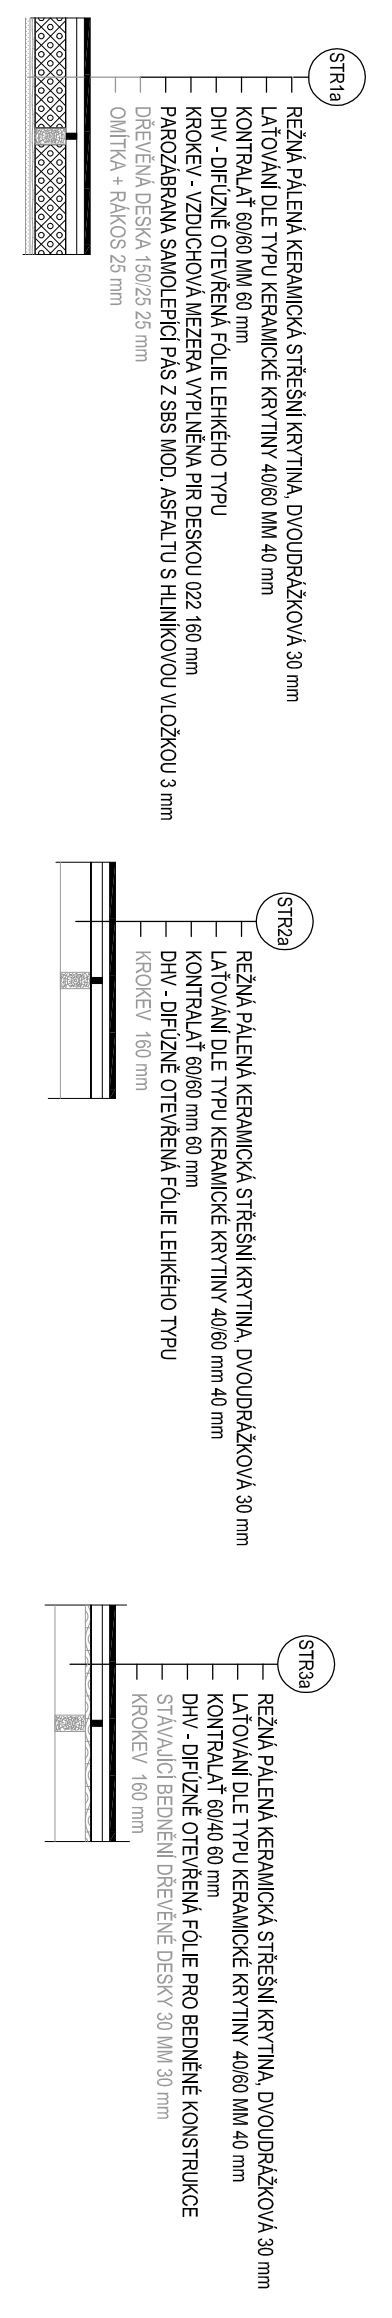 STR1a
REŽNÁ PÁLENÁ KERAMICKÁ STŘEŠNÍ KRYTINA, DVOUDRÁŽKOVÁ 30 mm
LAŤOVÁNÍ DLE TYPU KERAMICKÉ KRYTINY 40/60 MM 40 mm
KONTRALAŤ 60/60 MM 60 mm
DHV - DIFÚZNĚ OTEVŘENÁ FÓLIE LEHKÉHO TYPU
KROKEV - VZDUCHOVÁ MEZERA VYPLNĚNA PIR DESKOU 022 160 mm
PAROZÁBRANA SAMOLEPÍCÍ PÁS Z SBS MOD. ASFALTU S HLINÍKOVOU VLOŽKOU 3 mm
DŘEVĚNÁ DESKA 150/25 25 mm
OMÍTKA + RÁKOS 25 mm
STR2a
REŽNÁ PÁLENÁ KERAMICKÁ STŘEŠNÍ KRYTINA, DVOUDRÁŽKOVÁ 30 mm
LAŤOVÁNÍ DLE TYPU KERAMICKÉ KRYTINY 40/60 mm 40 mm
KONTRALAŤ 60/60 mm 60 mm
DHV - DIFÚZNĚ OTEVŘENÁ FÓLIE LEHKÉHO TYPU
KROKEV 160 mm
STR3a
REŽNÁ PÁLENÁ KERAMICKÁ STŘEŠNÍ KRYTINA, DVOUDRÁŽKOVÁ 30 mm
LAŤOVÁNÍ DLE TYPU KERAMICKÉ KRYTINY 40/60 MM 40 mm
KONTRALAŤ 60/40 60 mm
DHV - DIFÚZNĚ OTEVŘENÁ FÓLIE PRO BEDNĚNÉ KONSTRUKCE
STÁVAJÍCÍ BEDNĚNÍ DŘEVĚNÉ DESKY 30 MM 30 mm
KROKEV 160 mm